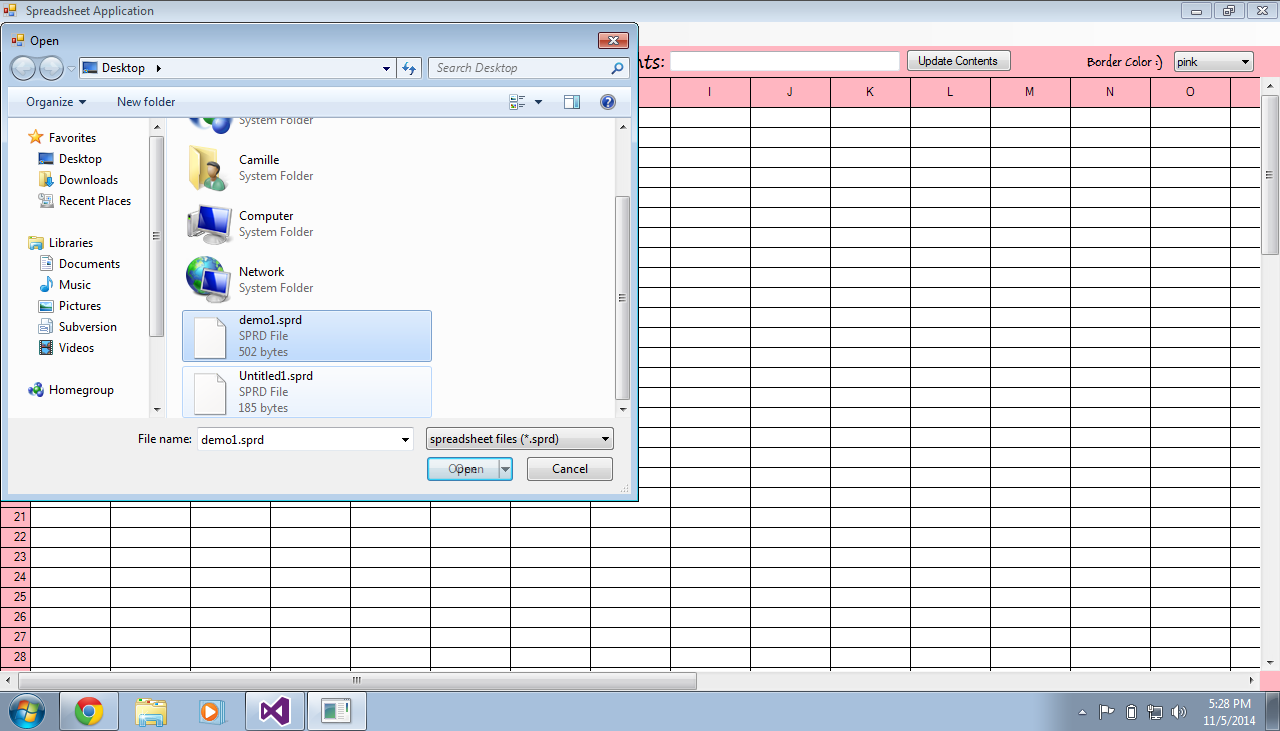 Spreadsheet Application
Open
nts:
Update Contents
Border Color :)
pink
Desktop
Search Desktop
Organize
New folder
I J K L M N O
Favorites
Desktop
Downloads
Recent Places
Libraries
Documents
Music
Pictures
Subversion
Videos
Homegroup
System Folder
Camille
System Folder
Computer
System Folder
Network
System Folder
demo1.sprd
SPRD File
502 bytes
Untitled1.sprd
SPRD File
185 bytes
File name:
demo1.sprd
spreadsheet files (*.sprd)
Open
Cancel
21
22
23
24
25
26
27
28
5:28 PM
11/5/2014